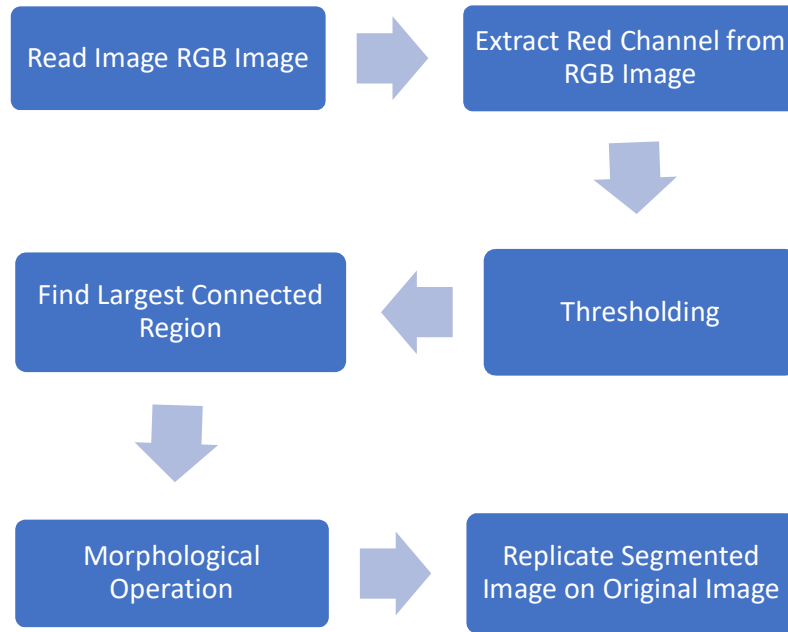 Read Image RGB Image
Extract Red Channel from
RGB Image
Thresholding
Find Largest Connected
Region
Morphological
Operation
Replicate Segmented
Image on Original Image